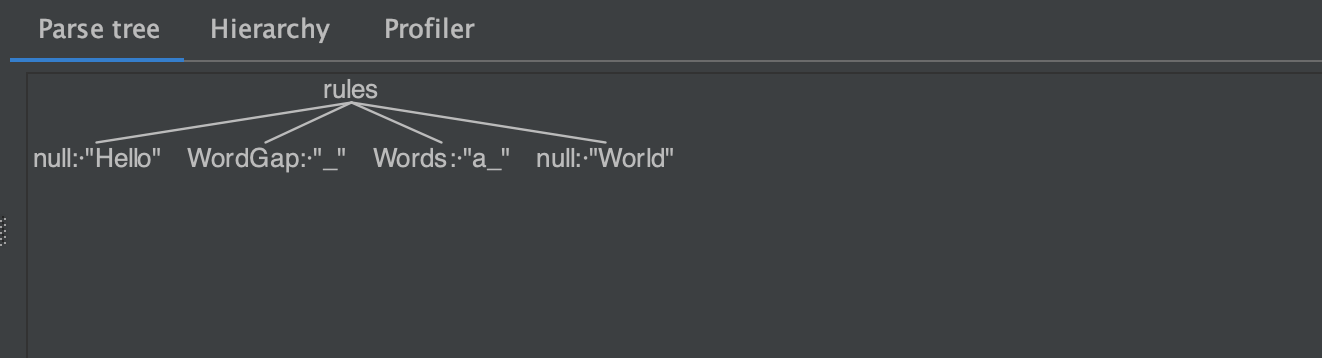 Parse tree Hierarchy Profiler
rules
null:·"Hello" WordGap:·"_" Words:·"a_" null:·"World"